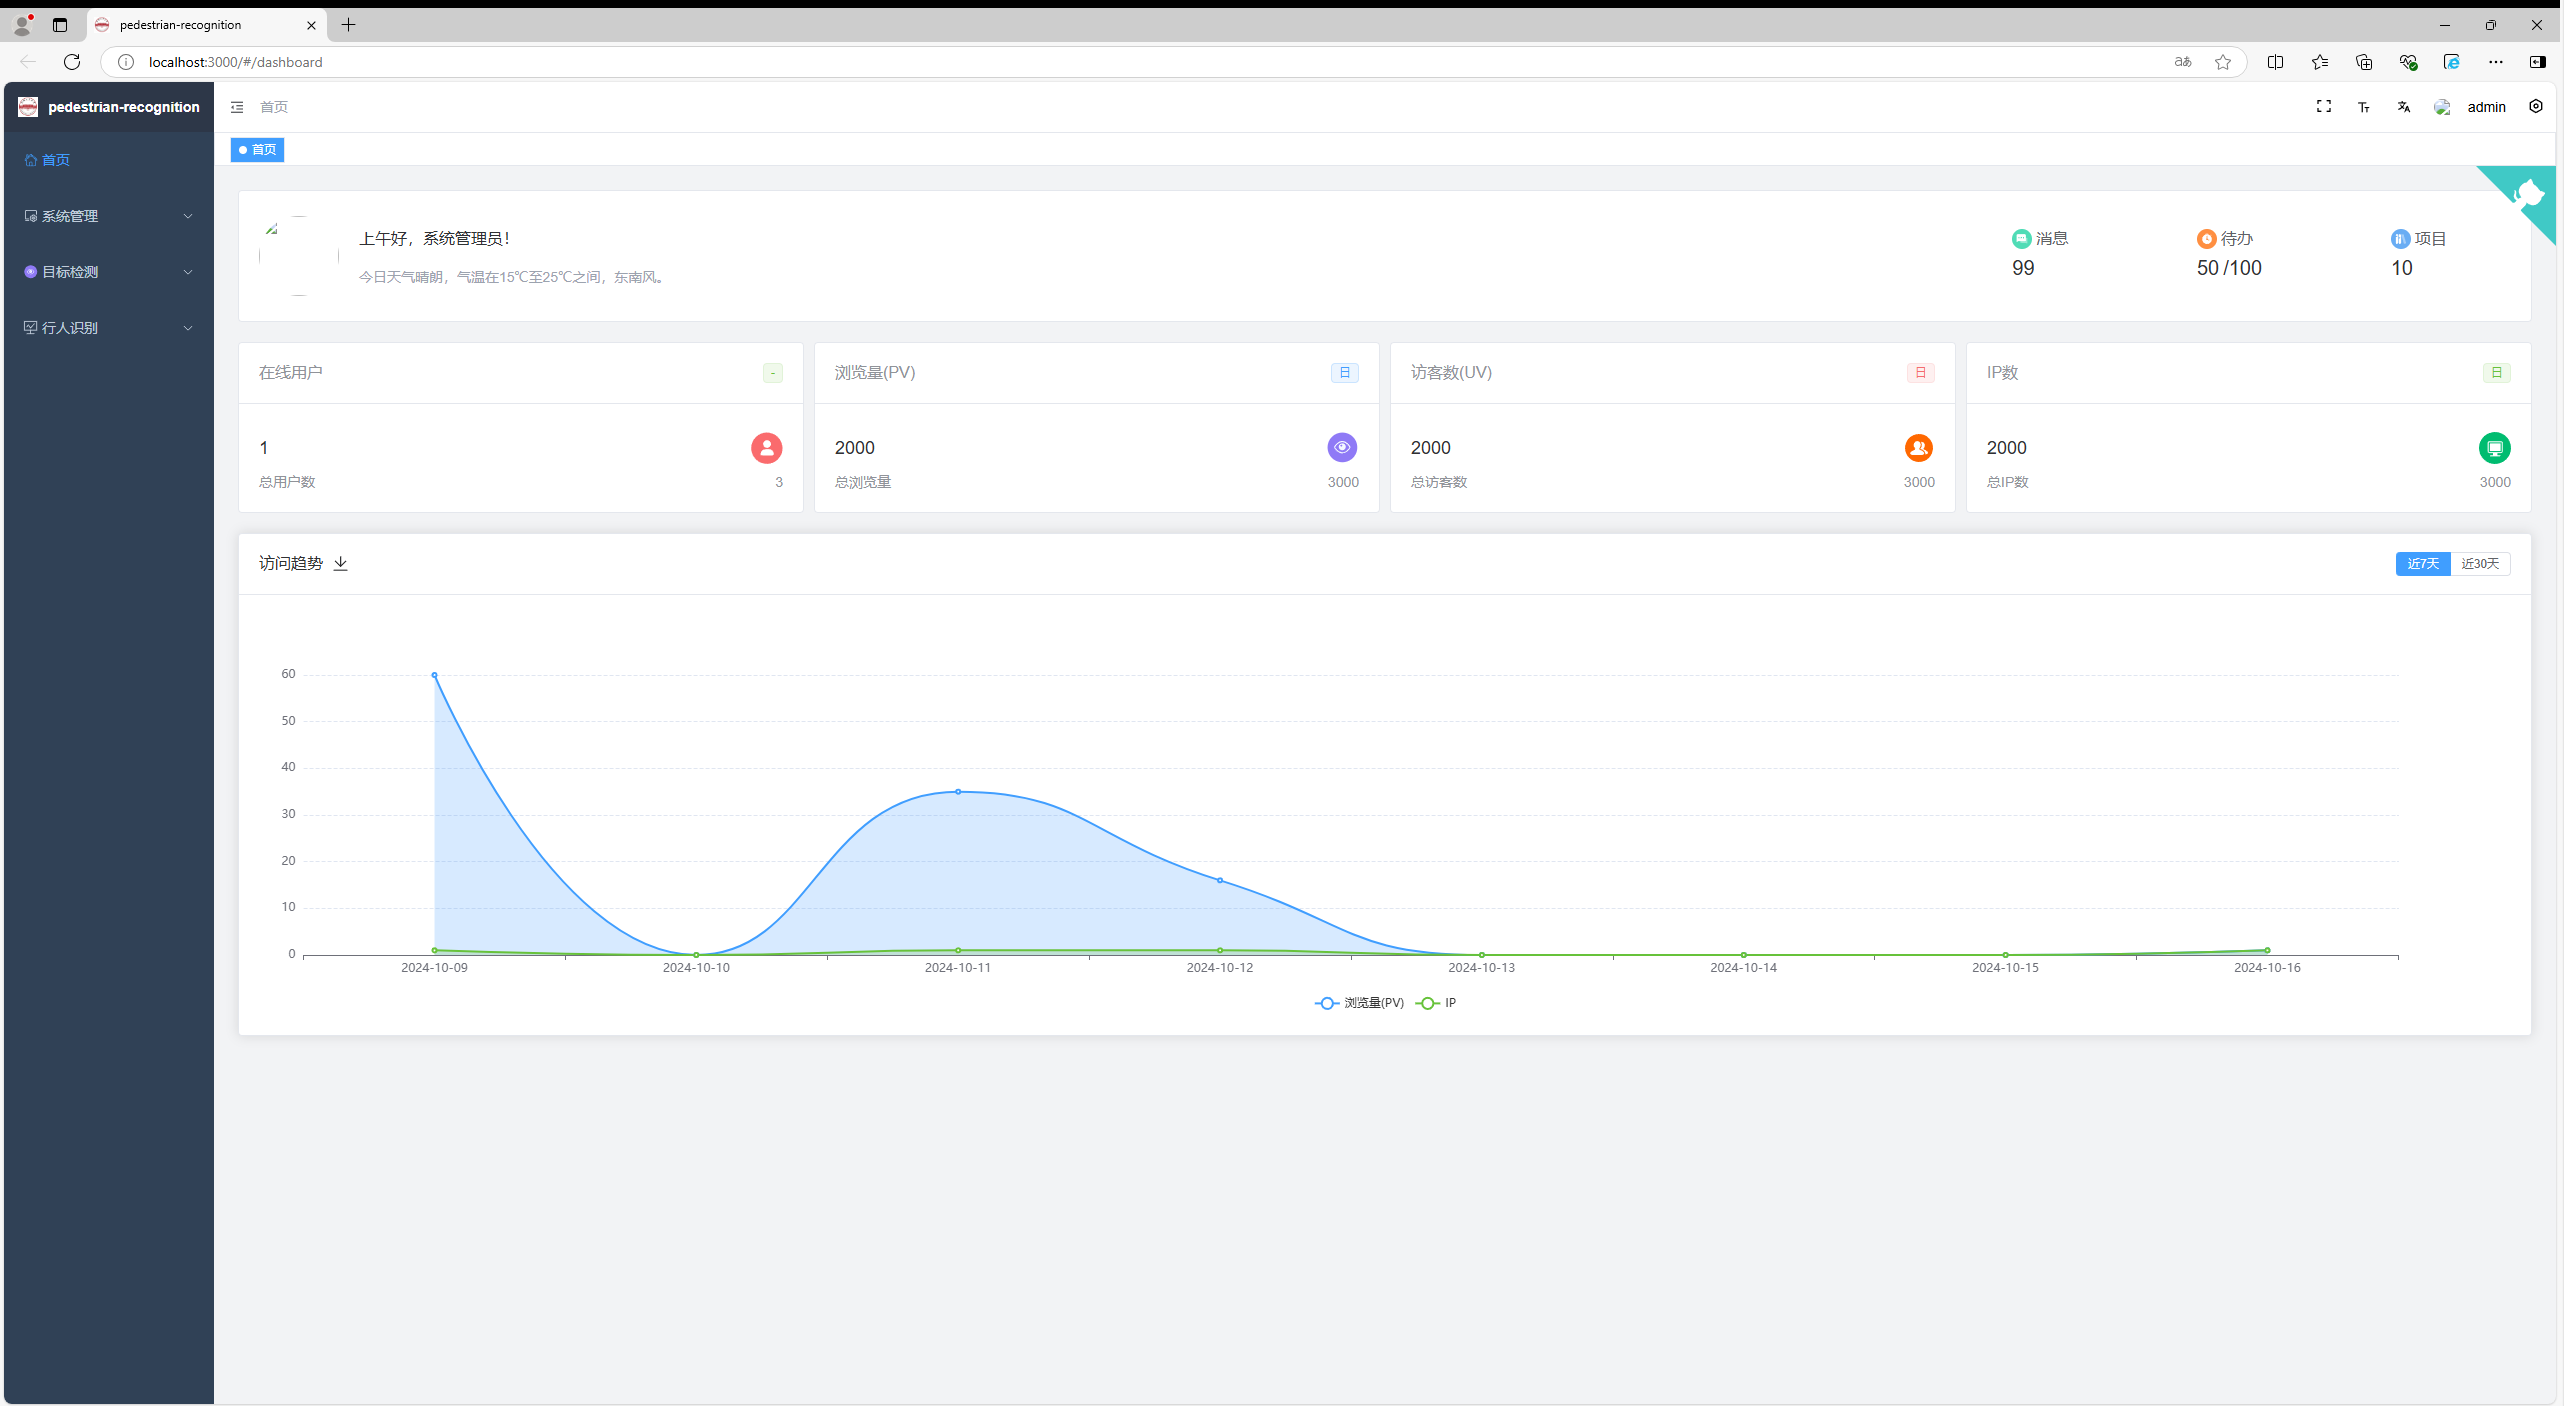 pedestrian-recognition
localhost:3000/#/dashboard
aあ
pedestrian-recognition
首页
admin
首页
首页
系统管理
目标检测
行人识别
上午好，系统管理员！
今日天气晴朗，气温在15℃至25℃之间，东南风。
消息
99
待办
50 /100
项目
10
在线用户
-
1
总用户数
3
浏览量(PV)
日
2000
总浏览量
3000
访客数(UV)
日
2000
总访客数
3000
IP数
日
2000
总IP数
3000
访问趋势
近7天
近30天
60
50
40
30
20
10
0
2024-10-09
2024-10-10
2024-10-11
2024-10-12
2024-10-13
2024-10-14
2024-10-15
2024-10-16
浏览量(PV)
IP